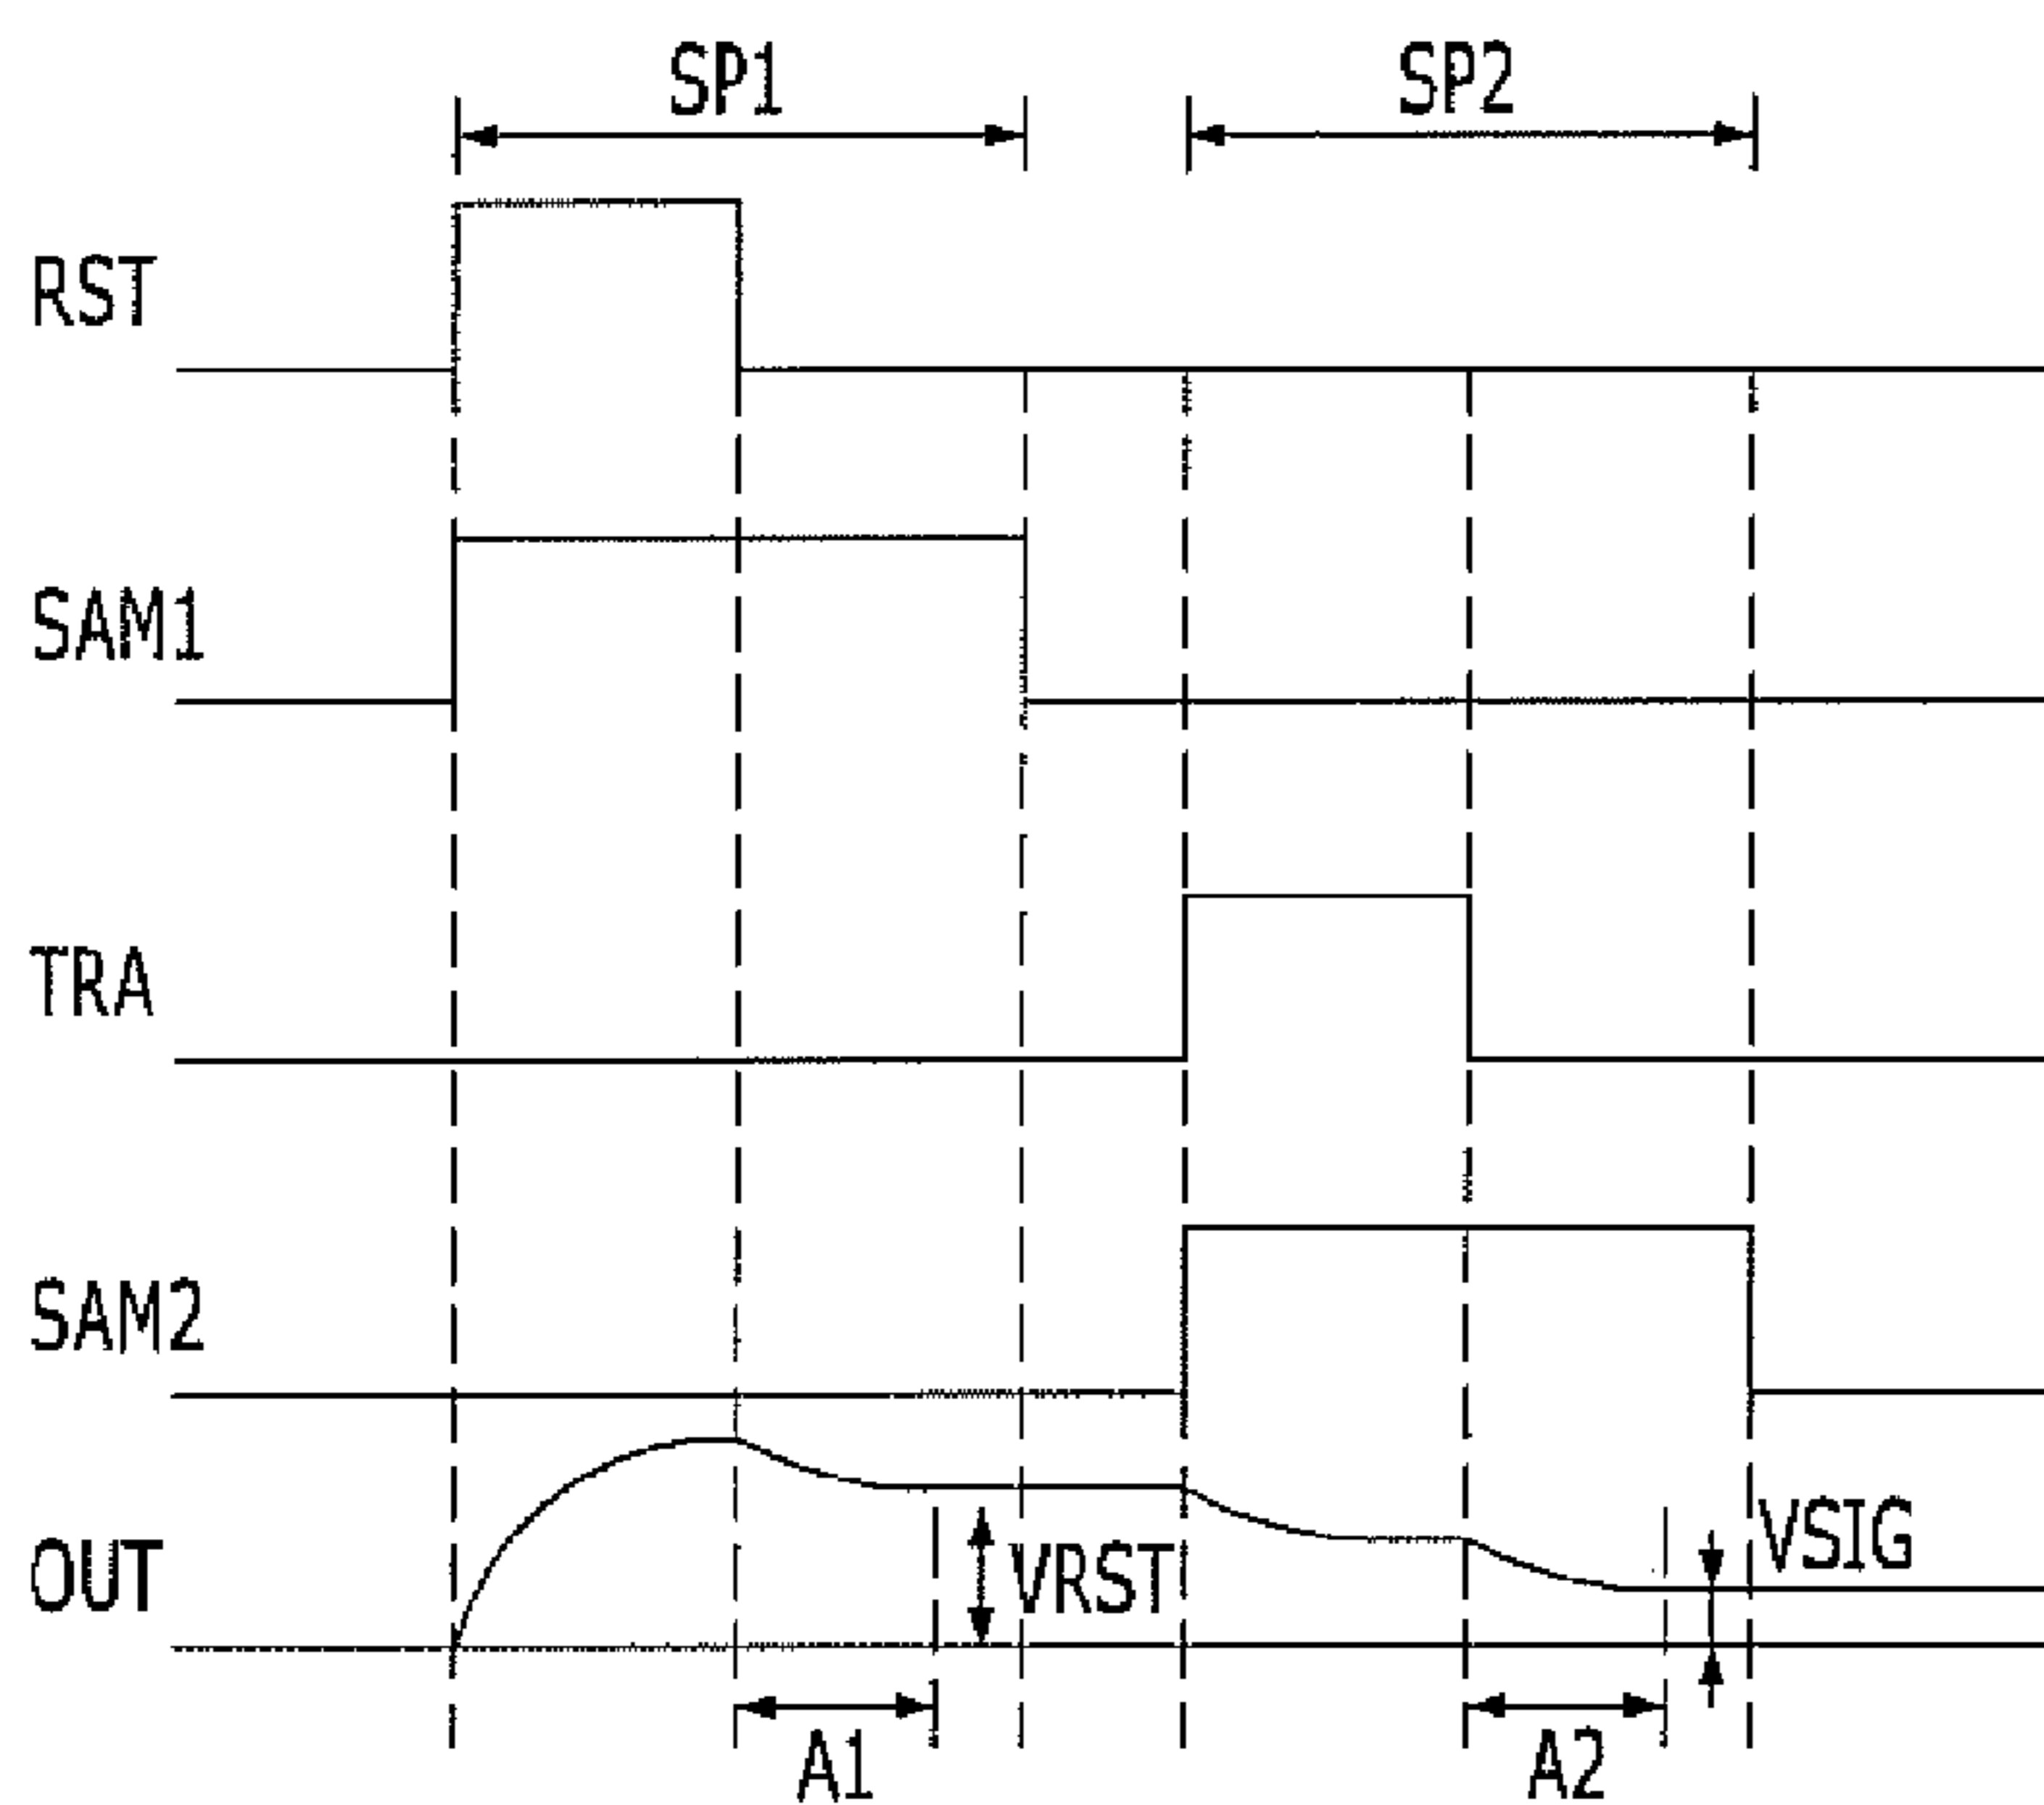 SP1 SP2
RST
SAM1
TRA
SAM2
OUT VRST VSIG
A1 A2